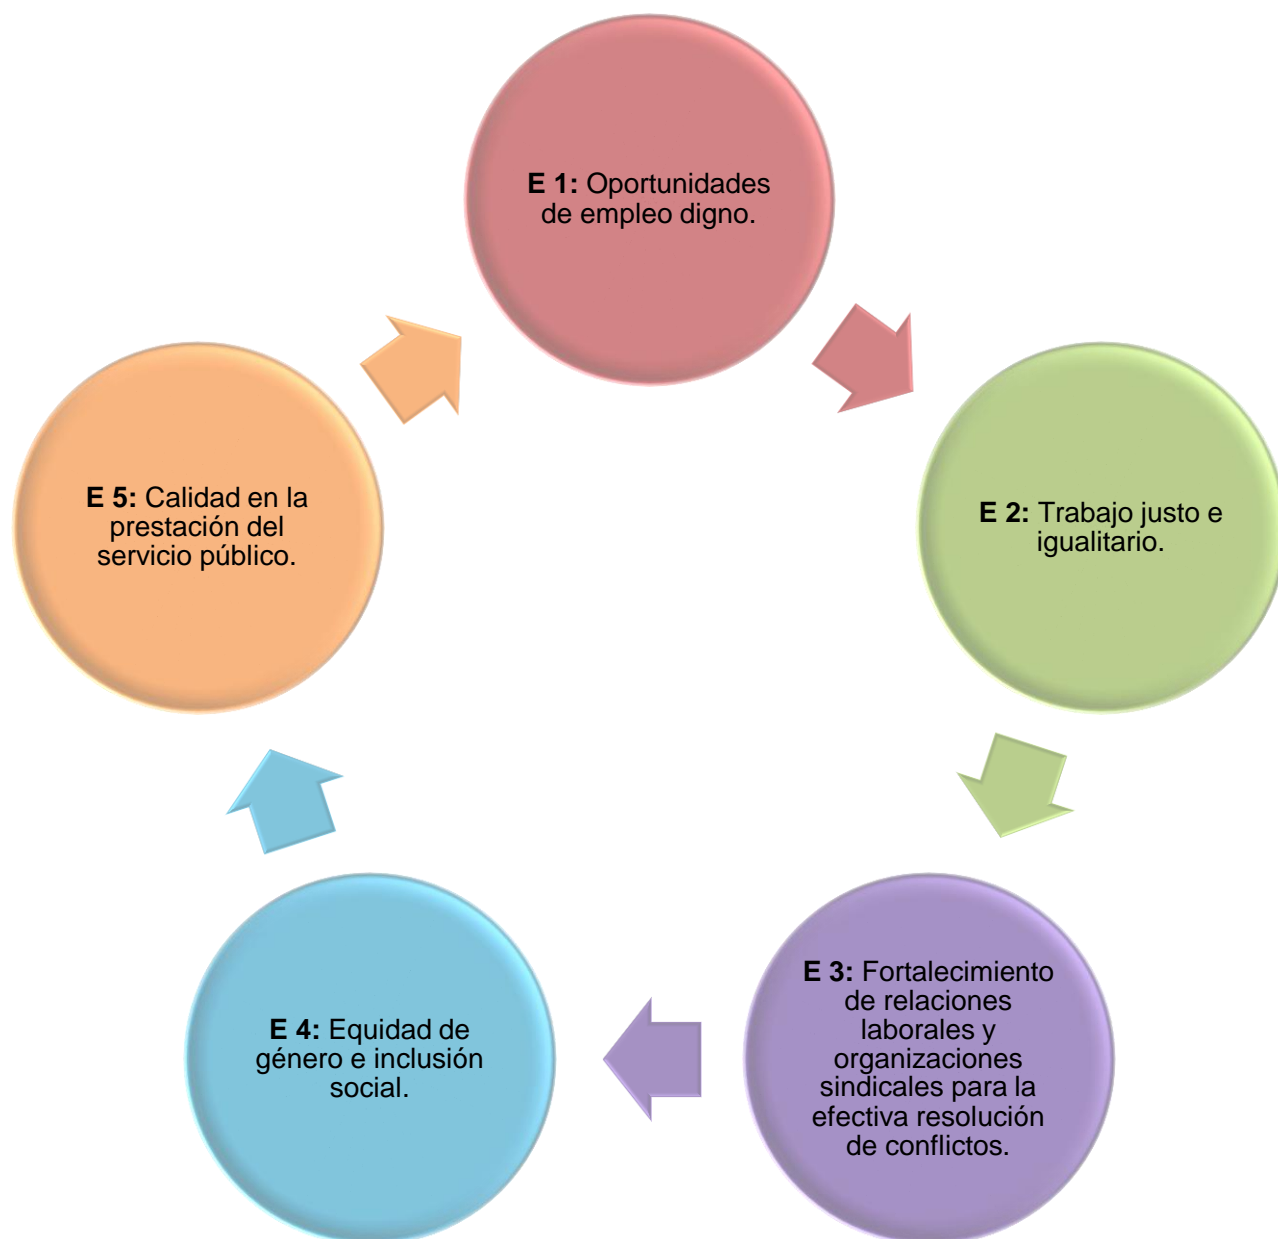 E 1: Oportunidades
de empleo digno.
E 2: Trabajo justo e
igualitario.
E 3: Fortalecimiento
de relaciones
laborales y
organizaciones
sindicales para la
efectiva resolución
de conflictos.
E 4: Equidad de
género e inclusión
social.
E 5: Calidad en la
prestación del
servicio público.